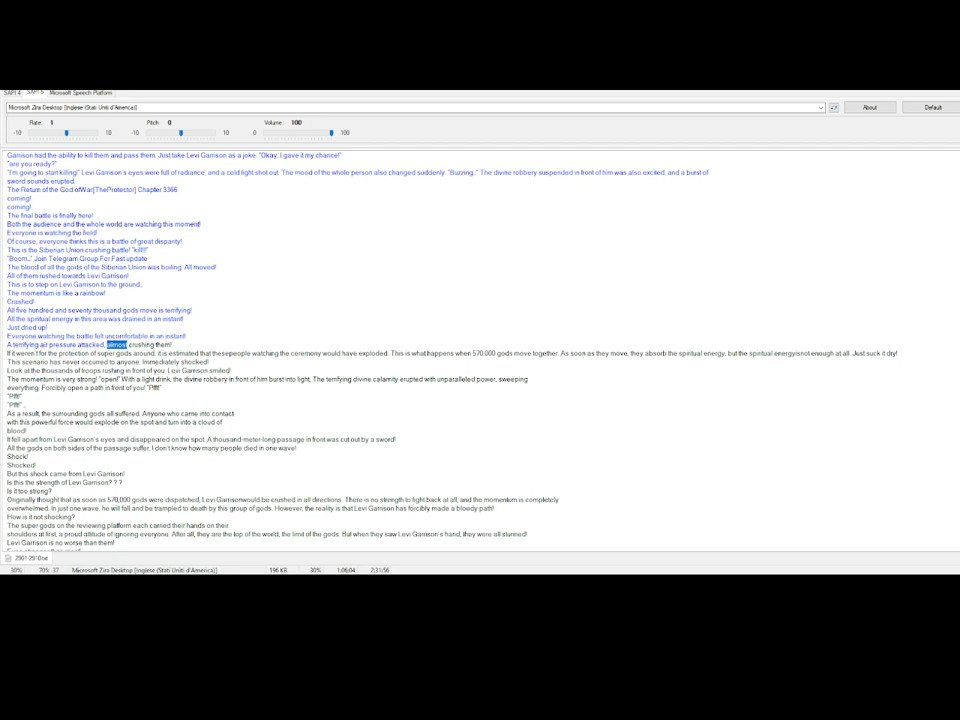 SAPI 4 SAPI 5 Microsoft Speech Platform
Microsoft Zira Desktop [Inglese (Stati Uniti d'America)] About Default
Rate: 1 Pitch: 0 Volume: 100
-10 10 -10 10 0 100
Garrison had the ability to kill them and pass them. Just take Levi Garrison as a joke. "Okay, I gave it my chance!"
"are you ready?"
"I'm going to start killing!" Levi Garrison's eyes were full of radiance, and a cold light shot out. The mood of the whole person also changed suddenly. "Buzzing.." The divine robbery suspended in front of him was also excited, and a burst of
sword sounds erupted.
The Return of the God ofWar[TheProtector] Chapter 3366
coming!
coming!
The final battle is finally here!
Both the audience and the whole world are watching this moment!
Everyone is watching the field!
Of course, everyone thinks this is a battle of great disparity!
This is the Siberian Union crushing battle! "kill!!!"
"Boom.." Join Telegram Group For Fast update
The blood of all the gods of the Siberian Union was boiling. All moved!
All of them rushed towards Levi Garrison!
This is to step on Levi Garrison to the ground..
The momentum is like a rainbow!
Crashed!
All five hundred and seventy thousand gods move is terrifying!
All the spiritual energy in this area was drained in an instant!
Just dried up!
Everyone watching the battle felt uncomfortable in an instant!
A terrifying air pressure attacked, almost crushing them!
If it weren't for the protection of super gods around, it is estimated that thesepeople watching the ceremony would have exploded. This is what happens when 570,000 gods move together. As soon as they move, they absorb the spiritual energy, but the spiritual energyisnot enough at all. Just suck it dry!
This scenario has never occurred to anyone. Immediately shocked!
Look at the thousands of troops rushing in front of you. Levi Garrison smiled!
The momentum is very strong! "open!" With a light drink, the divine robbery in front of him burst into light, The terrifying divine calamity erupted with unparalleled power, sweeping
everything. Forcibly open a path in front of you! "Pfft!"
"Pfft!"
"Pfft!"..
As a result, the surrounding gods all suffered. Anyone who came into contact
with this powerful force would explode on the spot and turn into a cloud of
blood!
It fell apart from Levi Garrison's eyes and disappeared on the spot. A thousand-meter-long passage in front was cut out by a sword!
All the gods on both sides of the passage suffer. I don't know how many people died in one wave!
Shock!
Shocked!
But this shock came from Levi Garrison!
Is this the strength of Levi Garrison? ? ?
Is it too strong?
Originally thought that as soon as 570,000 gods were dispatched, Levi Garrisonwould be crushed in all directions. There is no strength to fight back at all, and the momentum is completely
overwhelmed. In just one wave, he will fall and be trampled to death by this group of gods. However, the reality is that Levi Garrison has forcibly made a bloody path!
How is it not shocking?
The super gods on the reviewing platform each carried their hands on their
shoulders at first, a proud attitude of ignoring everyone. After all, they are the top of the world, the limit of the gods. But when they saw Levi Garrison's hand, they were all stunned!
Levi Garrison is no worse than them!
2901-2910.txt
30% 705: 37 Microsoft Zira Desktop [Inglese (Stati Uniti d'America)] 196 KB 30% 1:06:04 2:31:56